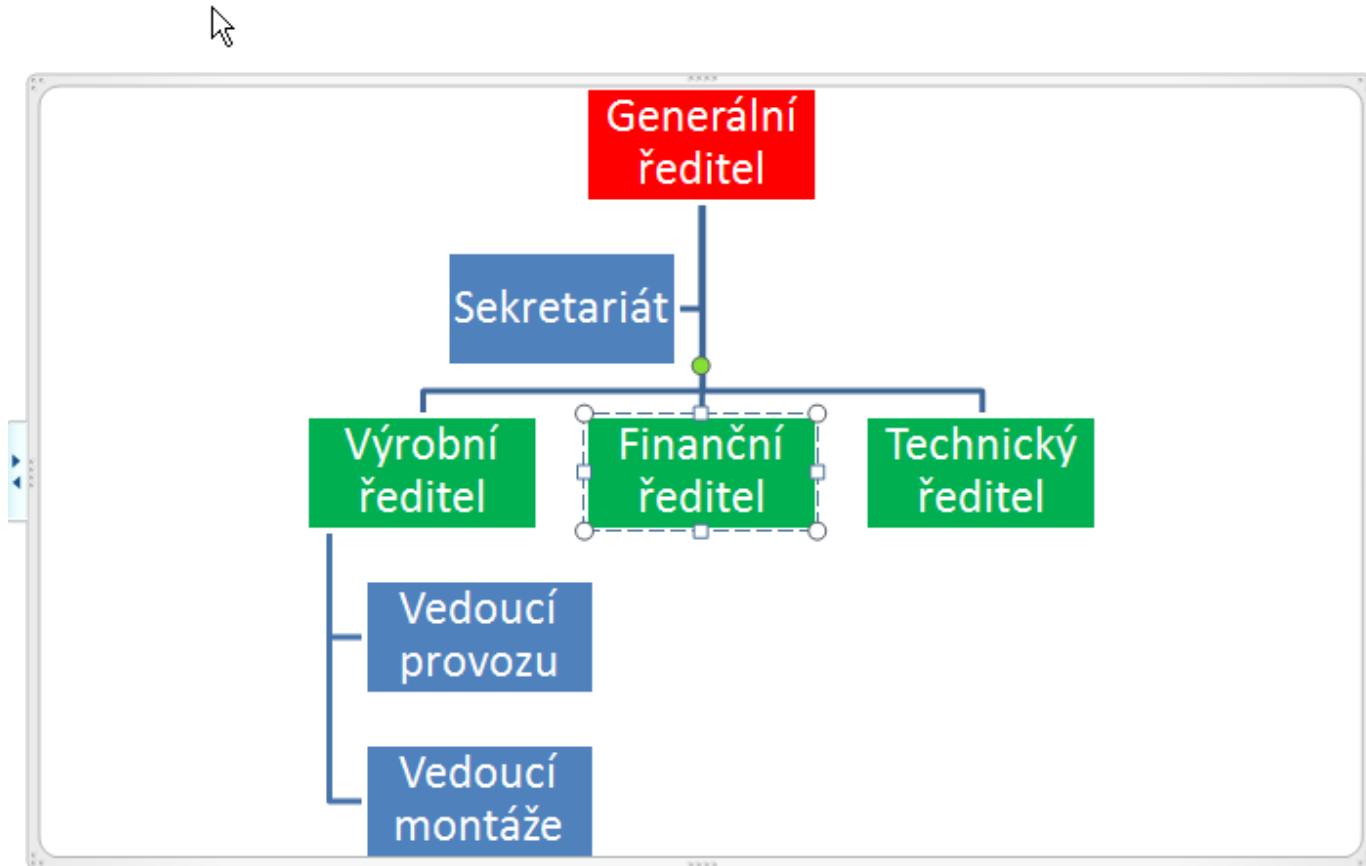 Generální
ředitel
Sekretariát
Výrobní
ředitel
Finanční
ředitel
Technický
ředitel
Vedoucí
provozu
Vedoucí
montáže